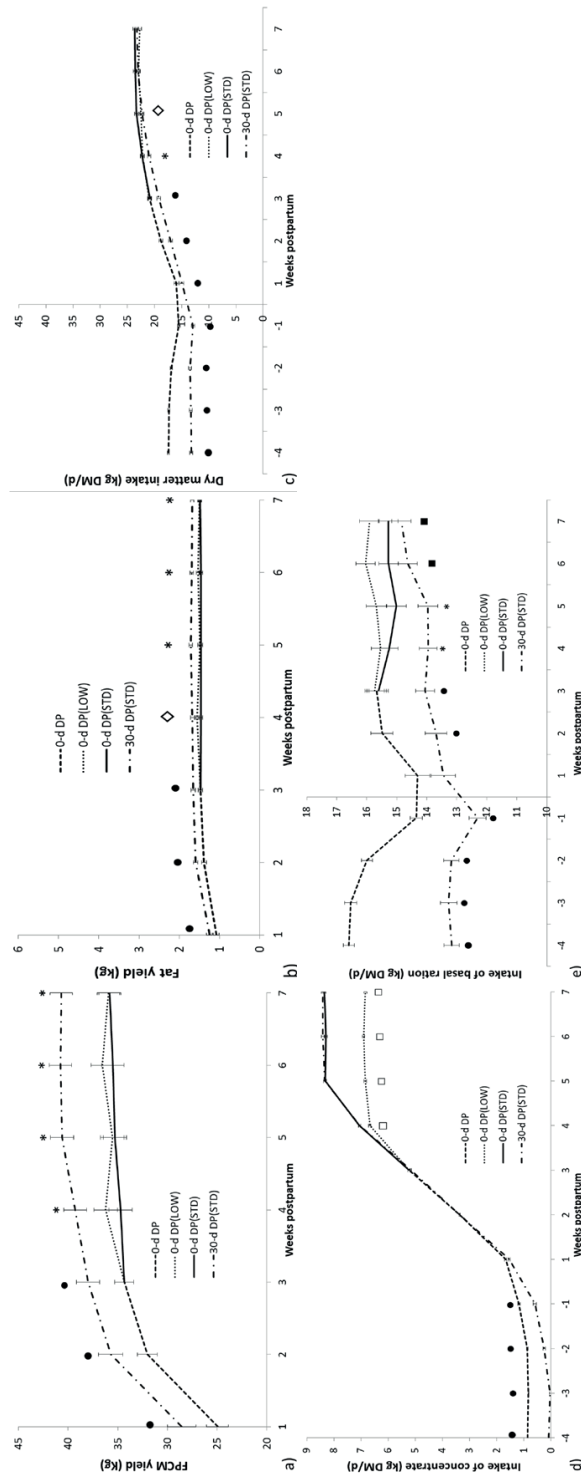 FPCM yield (kg)
45
40
35
30
25
20
* * * *
0-d DP
0-d DP(LOW)
0-d DP(STD)
30-d DP(STD)
1 2 3 4 5 6 7
Weeks postpartum
a)
Fat yield (kg)
6
5
4
3
2
1
0
* * *
0-d DP
0-d DP(LOW)
0-d DP(STD)
30-d DP(STD)
1 2 3 4 5 6 7
Weeks postpartum
b)
Dry matter intake (kg DM/d)
45
40
35
30
25
20
15
10
5
0
*
0-d DP
0-d DP(LOW)
0-d DP(STD)
30-d DP(STD)
-4 -3 -2 -1 1 2 3 4 5 6 7
Weeks postpartum
c)
Intake of concentrate (kg DM/d)
9
8
7
6
5
4
3
2
1
0
0-d DP
0-d DP(LOW)
0-d DP(STD)
30-d DP(STD)
-4 -3 -2 -1 1 2 3 4 5 6 7
Weeks postpartum
d)
Intake of basal ration (kg DM/d)
18
17
16
15
14
13
12
11
10
* *
0-d DP
0-d DP(LOW)
0-d DP(STD)
30-d DP(STD)
-4 -3 -2 -1 1 2 3 4 5 6 7
Weeks postpartum
e)